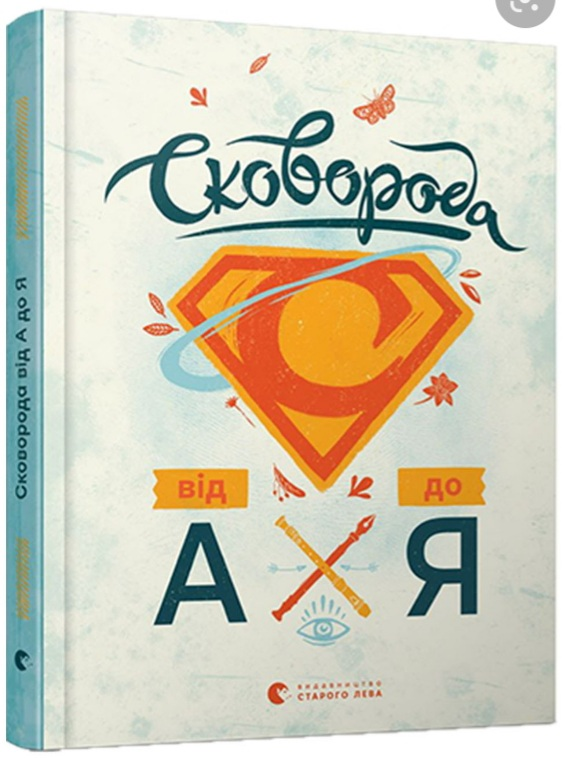 Сковорода
С
від
до
А
Я
видавництво
СТАРОГО ЛЕВА
Сковорода від А до Я